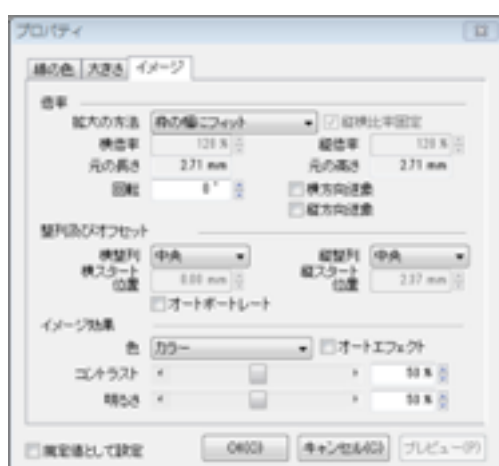 プロパティ
線の色 大きさ イメージ
倍率
拡大の方法 枠の幅にフィット 縦横比率固定
横倍率 128 % 縦倍率 128 %
元の長さ 2.71 mm 元の高さ 2.71 mm
回転 0° 横方向逆象
縦方向逆象
整列及びオフセット
横整列 中央 縦整列 中央
横スタート位置 0.00 mm 縦スタート位置 2.07 mm
オートポートレート
イメージ効果
色 カラー オートエフェクト
コントラスト 50 %
明るさ 50 %
規定値として設定 OK(O) キャンセル(C) プレビュー(P)